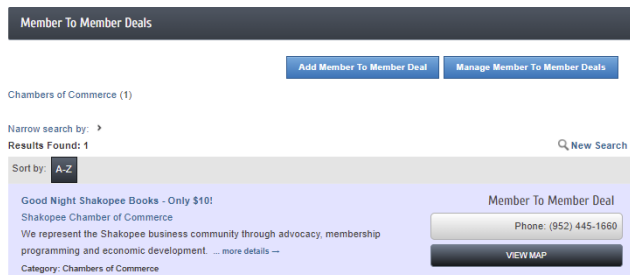 Member To Member Deals
Add Member To Member Deal
Manage Member To Member Deals
Chambers of Commerce (1)
Narrow search by:
Results Found: 1
New Search
Sort by: A-Z
Good Night Shakopee Books - Only $10!
Member To Member Deal
Shakopee Chamber of Commerce
Phone: (952) 445-1660
We represent the Shakopee business community through advocacy, membership
programming and economic development. ... more details →
VIEW MAP
Category: Chambers of Commerce